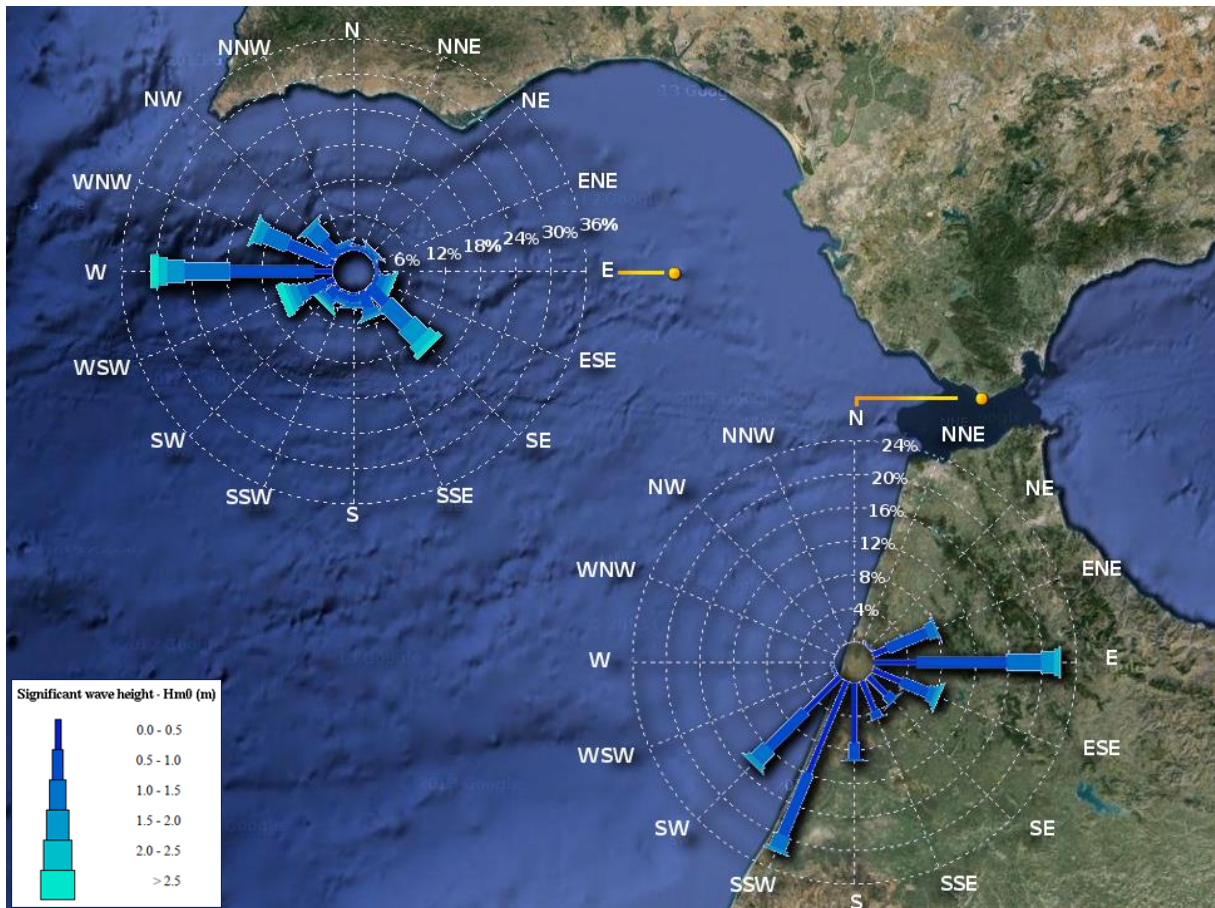 N
NNW
NNE
NW
NE
WNW
ENE
6% 12% 18% 24% 30% 36%
W
E
WSW
ESE
SW
SE
SSW
SSE
S
N
NNW
NNE
24%
NW
20%
NE
16%
12%
WNW
ENE
8%
4%
W
E
WSW
ESE
SW
SE
SSW
SSE
S
Significant wave height - Hm0 (m)
0.0 - 0.5
0.5 - 1.0
1.0 - 1.5
1.5 - 2.0
2.0 - 2.5
> 2.5